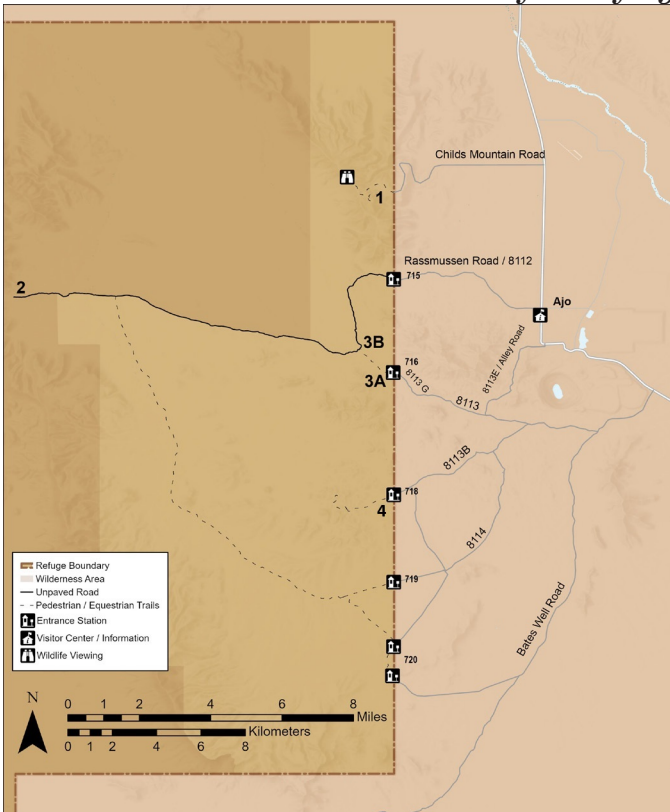 Childs Mountain Road
1
Rassmussen Road / 8112
715
2
Ajo
3B
8113E / Alley Road
716
3A
8113 G
8113
8113B
718
4
8114
719
Bates Well Road
720
Refuge Boundary
Wilderness Area
Unpaved Road
Pedestrian / Equestrian Trails
Entrance Station
Visitor Center / Information
Wildlife Viewing
N
0 1 2 4 6 8 Miles
0 1 2 4 6 8 Kilometers